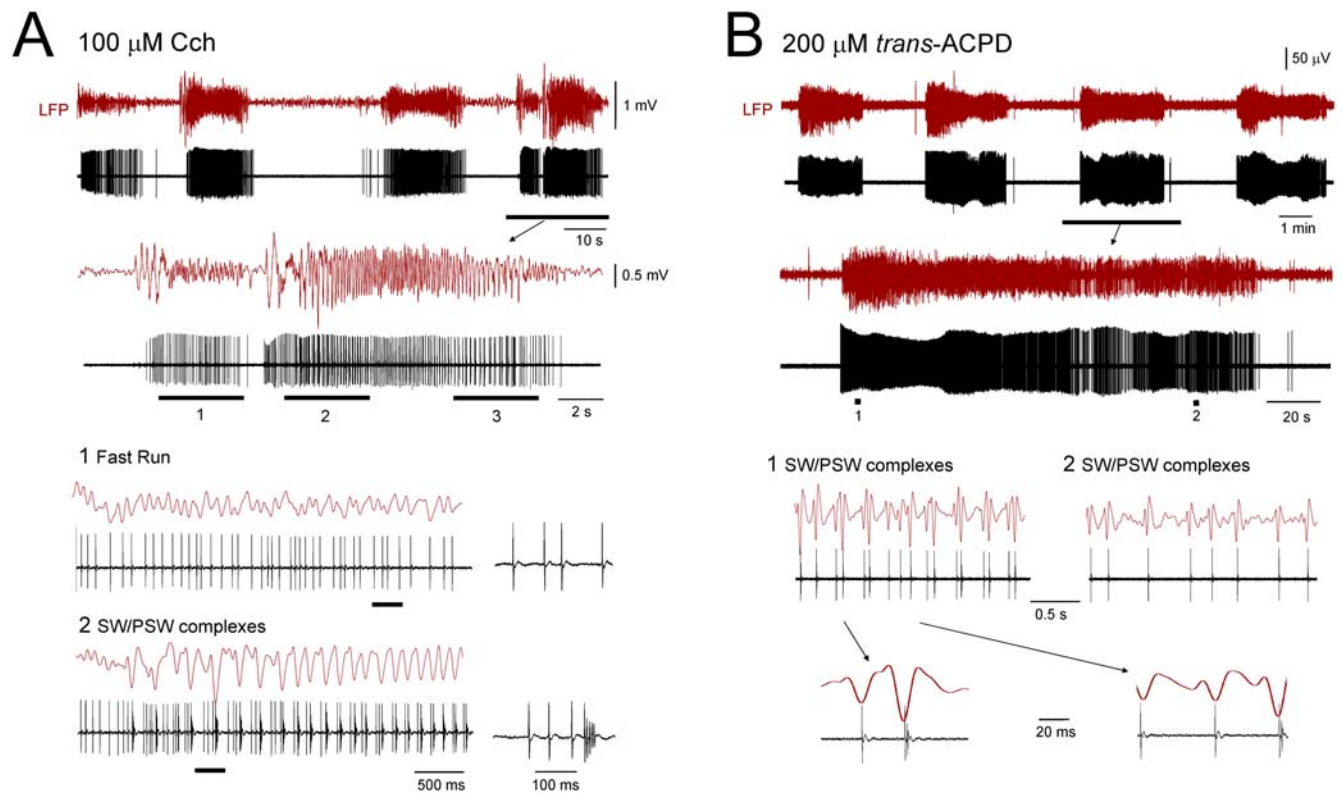 A 100 μM Cch
LFP
1 mV
10 s
0.5 mV
1 2 3
2 s
1 Fast Run
2 SW/PSW complexes
500 ms
100 ms
B 200 μM trans-ACPD
50 μV
LFP
1 min
1 2
20 s
1 SW/PSW complexes
2 SW/PSW complexes
0.5 s
20 ms